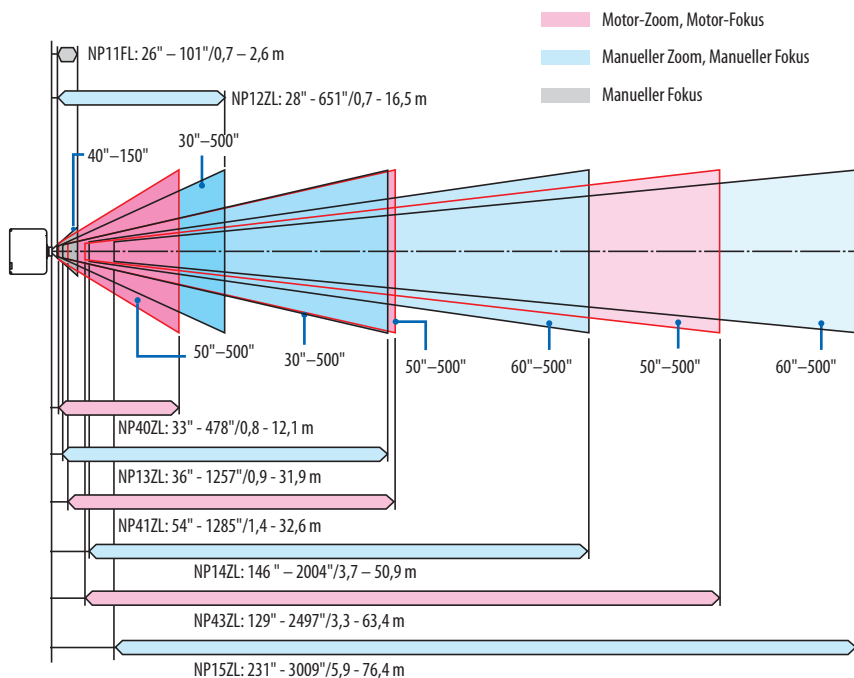 Motor-Zoom, Motor-Fokus
Manueller Zoom, Manueller Fokus
Manueller Fokus
NP11FL: 26" – 101"/0,7 – 2,6 m
NP12ZL: 28" - 651"/0,7 - 16,5 m
30"–500"
40"–150"
50"–500"
30"–500"
50"–500"
60"–500"
50"–500"
60"–500"
NP40ZL: 33" - 478"/0,8 - 12,1 m
NP13ZL: 36" - 1257"/0,9 - 31,9 m
NP41ZL: 54" - 1285"/1,4 - 32,6 m
NP14ZL: 146 " – 2004"/3,7 – 50,9 m
NP43ZL: 129" - 2497"/3,3 - 63,4 m
NP15ZL: 231" - 3009"/5,9 - 76,4 m